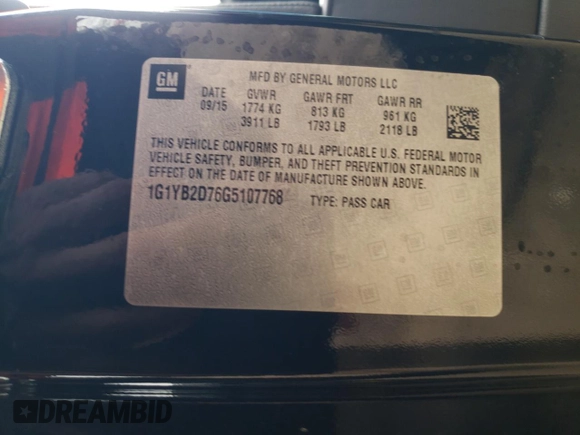 GM
MFD BY GENERAL MOTORS LLC
DATE GVWR GAWR FRT GAWR RR
09/15 1774 KG 813 KG 961 KG
3911 LB 1793 LB 2118 LB
THIS VEHICLE CONFORMS TO ALL APPLICABLE U.S. FEDERAL MOTOR
VEHICLE SAFETY, BUMPER, AND THEFT PREVENTION STANDARDS IN
EFFECT ON THE DATE OF MANUFACTURE SHOWN ABOVE.
1G1YB2D76G5107768 TYPE: PASS CAR
DREAMBID